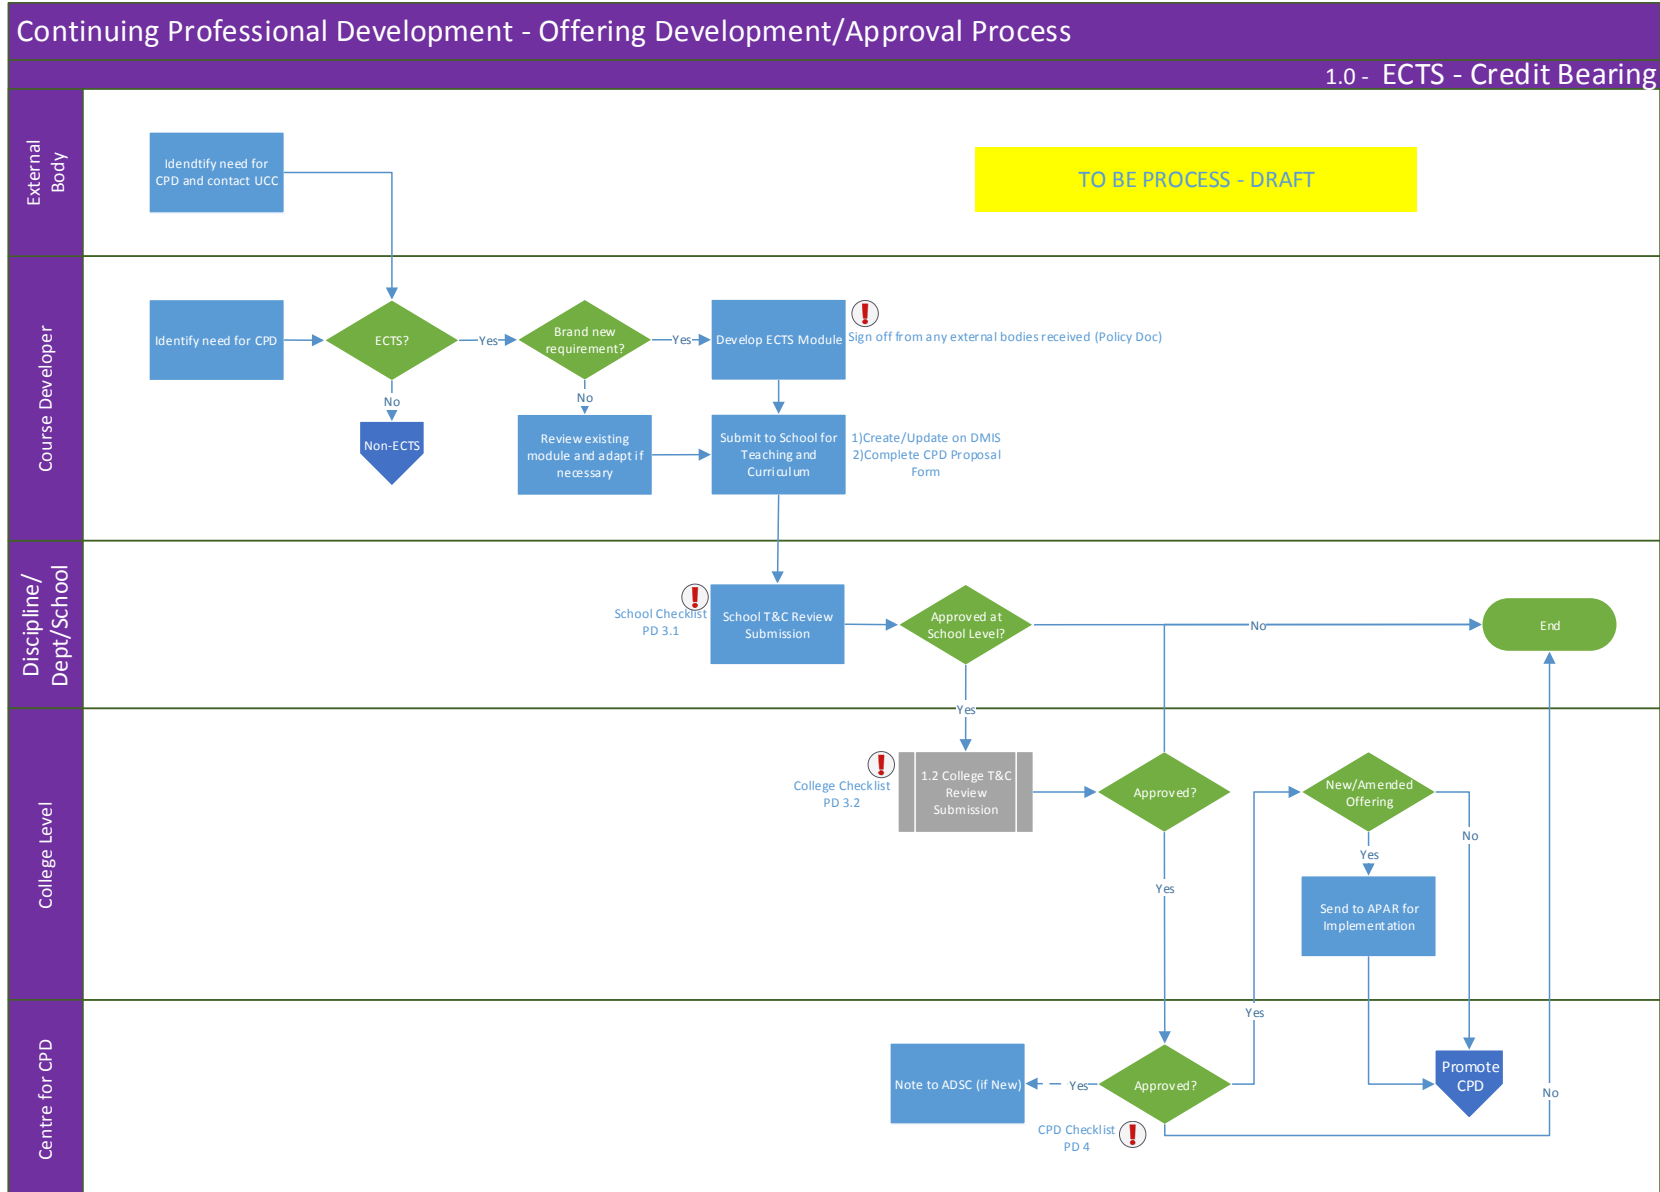 Continuing Professional Development - Offering Development/Approval Process
1.0 - ECTS - Credit Bearing
External
Body
Idendtify need for
CPD and contact UCC
TO BE PROCESS - DRAFT
Course Developer
Identify need for CPD
ECTS?
Yes
Brand new
requirement?
Yes
Develop ECTS Module
Sign off from any external bodies received (Policy Doc)
No
Non-ECTS
No
Review existing
module and adapt if
necessary
Submit to School for
Teaching and
Curriculum
1)Create/Update on DMIS
2)Complete CPD Proposal
Form
Discipline/
Dept/School
School Checklist
PD 3.1
School T&C Review
Submission
Approved at
School Level?
No
End
Yes
College Level
College Checklist
PD 3.2
1.2 College T&C
Review
Submission
Approved?
New/Amended
Offering
No
Yes
Yes
Send to APAR for
Implementation
Centre for CPD
Yes
Note to ADSC (if New)
Yes
Approved?
Promote
CPD
No
CPD Checklist
PD 4